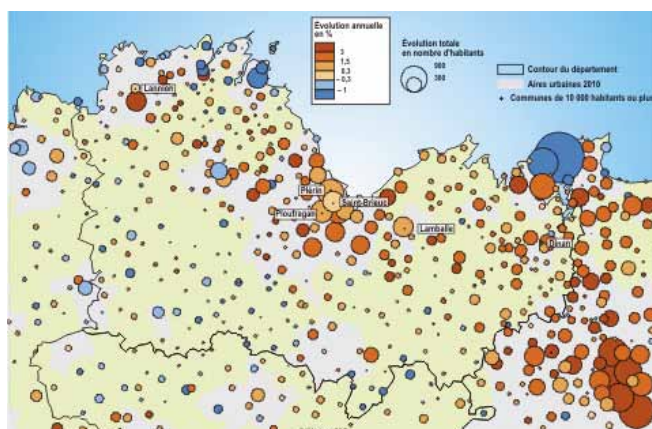 Évolution annuelle
en %
3
1,5
0,3
– 0,3
– 1
Évolution totale
en nombre d'habitants
900
300
Contour du département
Aires urbaines 2010
Communes de 10 000 habitants ou plus
Lannion
Plérin
Saint-Brieuc
Ploufragan
Lamballe
Dinan